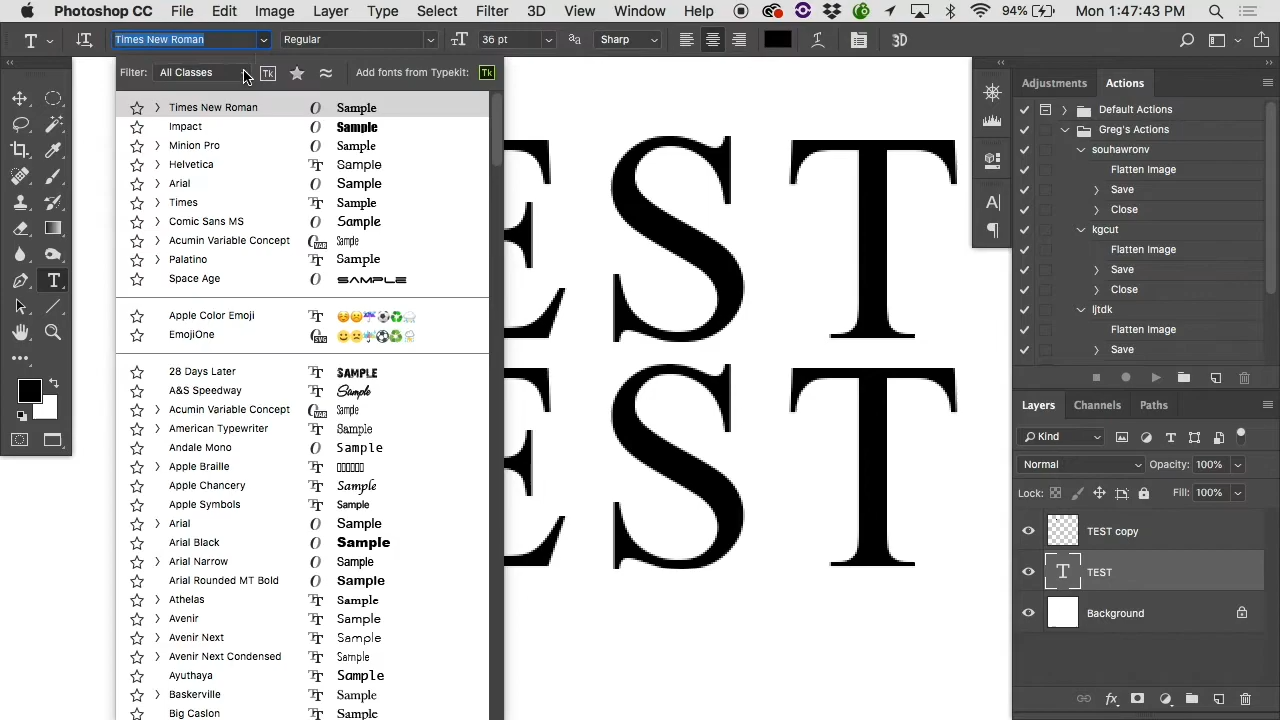 Photoshop CC File Edit Image Layer Type Select Filter 3D View Window Help 94% Mon 1:47:43 PM
T Times New Roman Regular 36 pt Sharp 3D
Filter: All Classes Tk Add fonts from Typekit: Tk
Times New Roman Sample
Impact Sample
Minion Pro Sample
Helvetica Sample
Arial Sample
Times Sample
Comic Sans MS Sample
Acumin Variable Concept Sample
Palatino Sample
Space Age SAMPLE
Apple Color Emoji
EmojiOne
28 Days Later SAMPLE
A&S Speedway Sample
Acumin Variable Concept Sample
American Typewriter Sample
Andale Mono Sample
Apple Braille
Apple Chancery Sample
Apple Symbols Sample
Arial Sample
Arial Black Sample
Arial Narrow Sample
Arial Rounded MT Bold Sample
Athelas Sample
Avenir Sample
Avenir Next Sample
Avenir Next Condensed Sample
Ayuthaya Sample
Baskerville Sample
Big Caslon Sample
EST
EST
Adjustments Actions
Default Actions
Greg's Actions
souhawronv
Flatten Image
Save
Close
kgcut
Flatten Image
Save
Close
ljtdk
Flatten Image
Save
Layers Channels Paths
Kind
Normal Opacity: 100%
Lock: Fill: 100%
TEST copy
T TEST
Background
fx